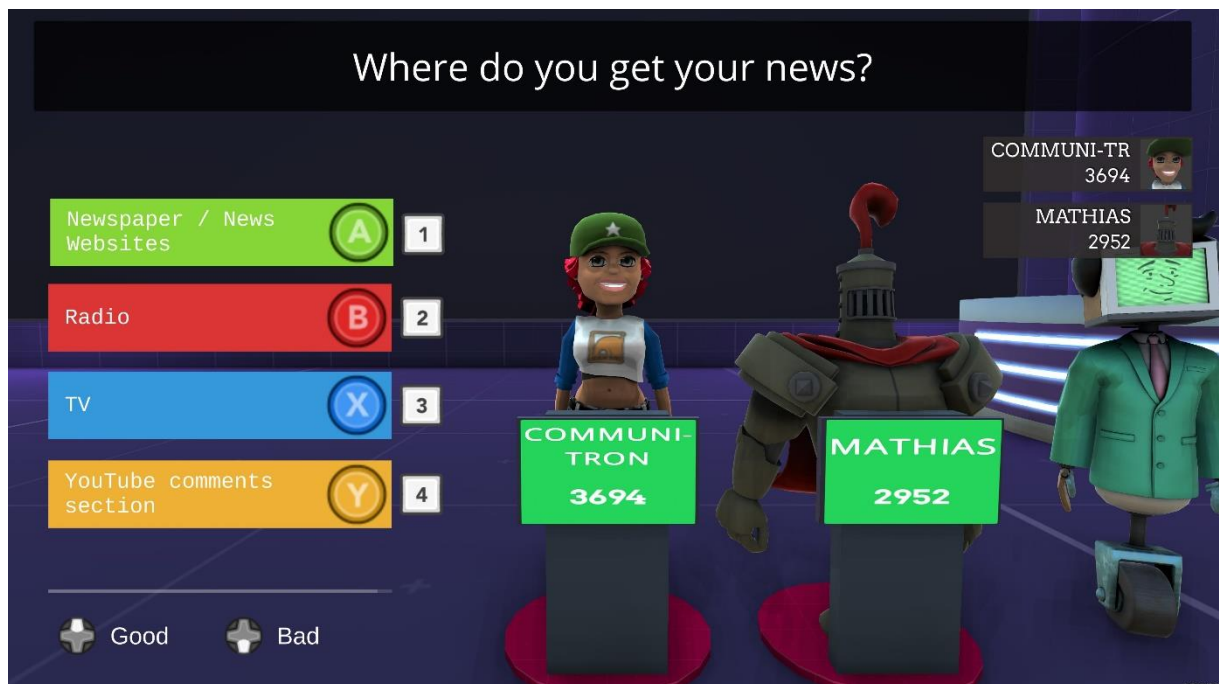 Where do you get your news?
COMMUNI-TR
3694
MATHIAS
2952
Newspaper / News
Websites
A
1
Radio
B
2
TV
X
3
YouTube comments
section
Y
4
COMMUNI-
TRON
3694
MATHIAS
2952
Good
Bad